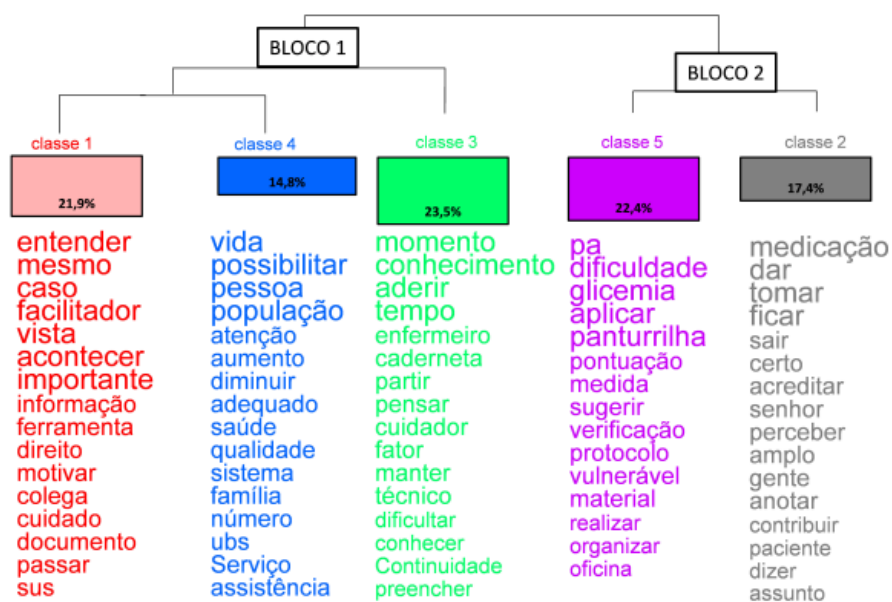 BLOCO 1
BLOCO 2
classe 1
21,9%
entender
mesmo
caso
facilitador
vista
acontecer
importante
informação
ferramenta
direito
motivar
colega
cuidado
documento
passar
sus
classe 4
14,8%
vida
possibilitar
pessoa
população
atenção
aumento
diminuir
adequado
saúde
qualidade
sistema
família
número
ubs
Serviço
assistência
classe 3
23,5%
momento
conhecimento
aderir
tempo
enfermeiro
caderneta
partir
pensar
cuidador
fator
manter
técnico
dificultar
conhecer
Continuidade
preencher
classe 5
22,4%
pa
dificuldade
glicemia
aplicar
panturrilha
pontuação
medida
sugerir
verificação
protocolo
vulnerável
material
realizar
organizar
oficina
classe 2
17,4%
medicação
dar
tomar
ficar
sair
certo
acreditar
senhor
perceber
amplo
gente
anotar
contribuir
paciente
dizer
assunto